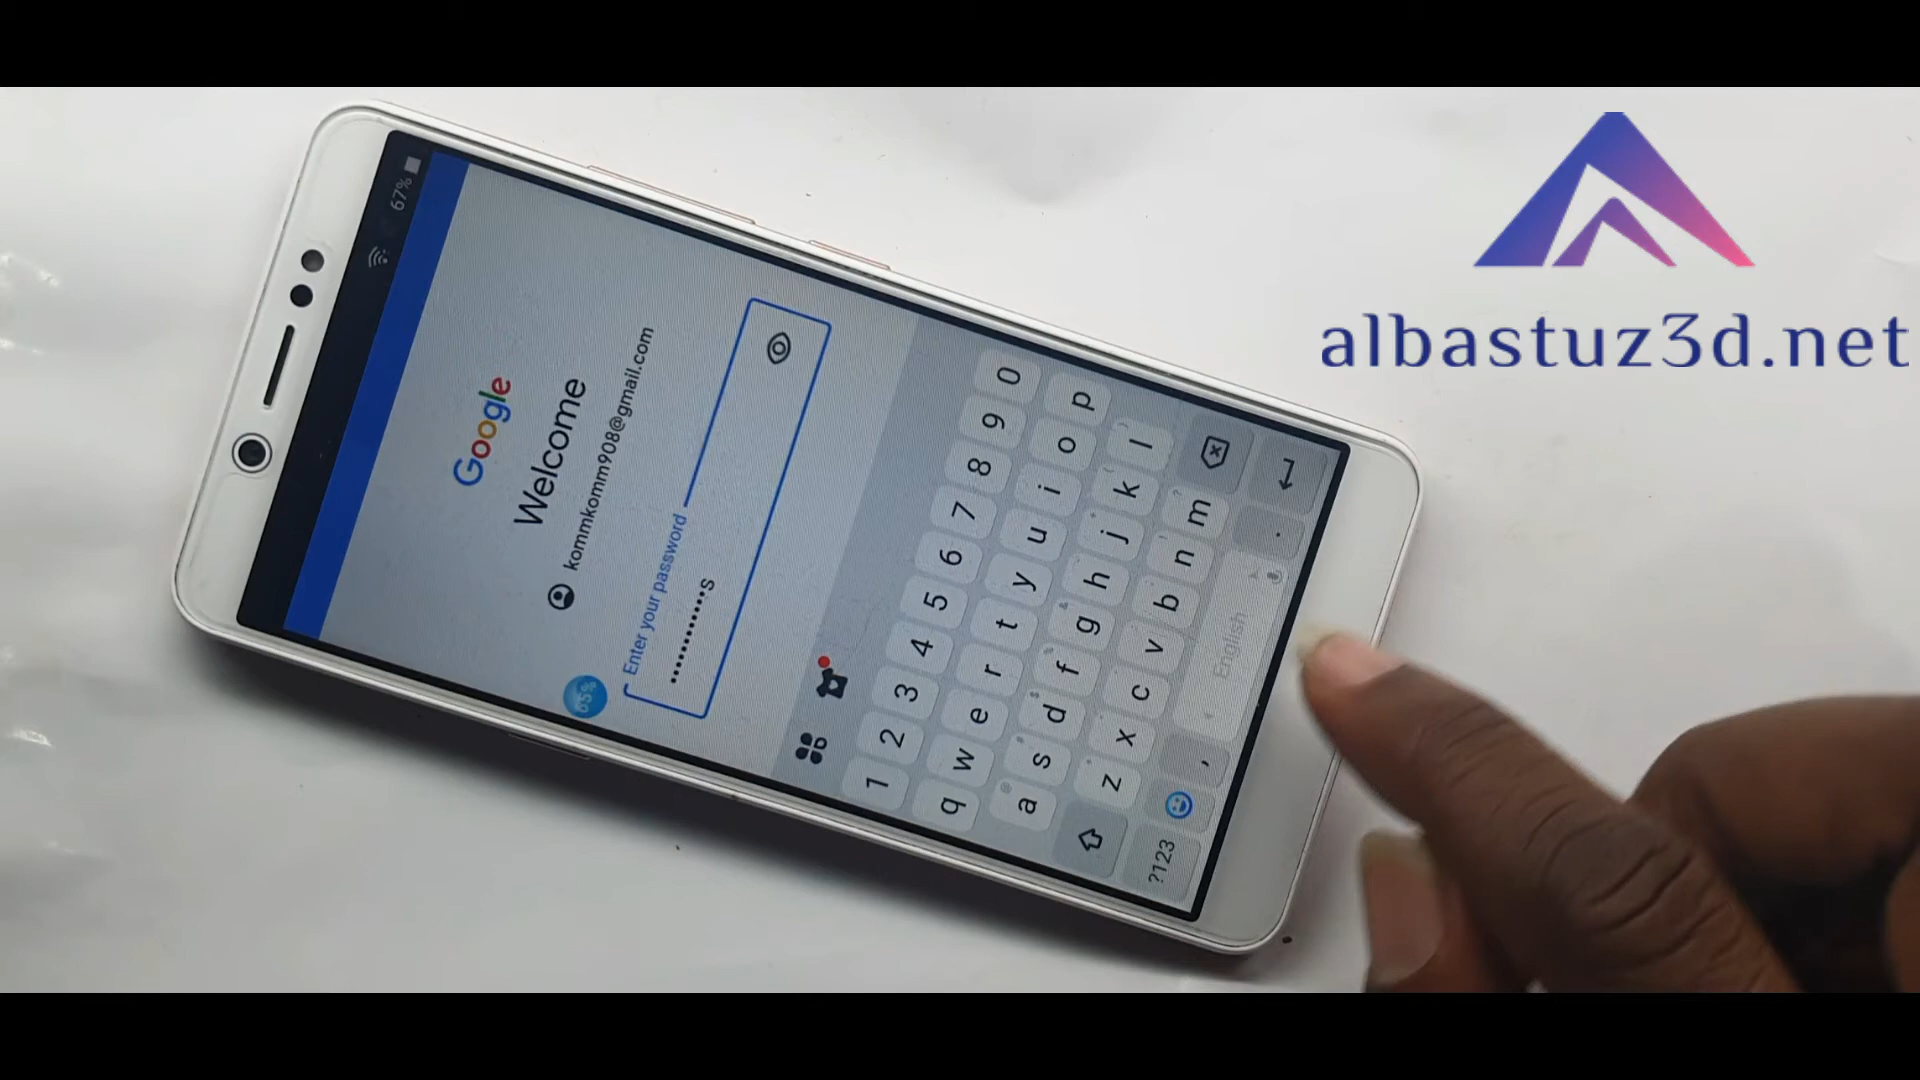 67%
Google
Welcome
kommkomm908@gmail.com
65%
Enter your password
••••••••••••s
1 2 3 4 5 6 7 8 9 0
q w e r t y u i o p
a s d f g h j k l
z x c v b n m
?123 , English .
albastuz3d.net